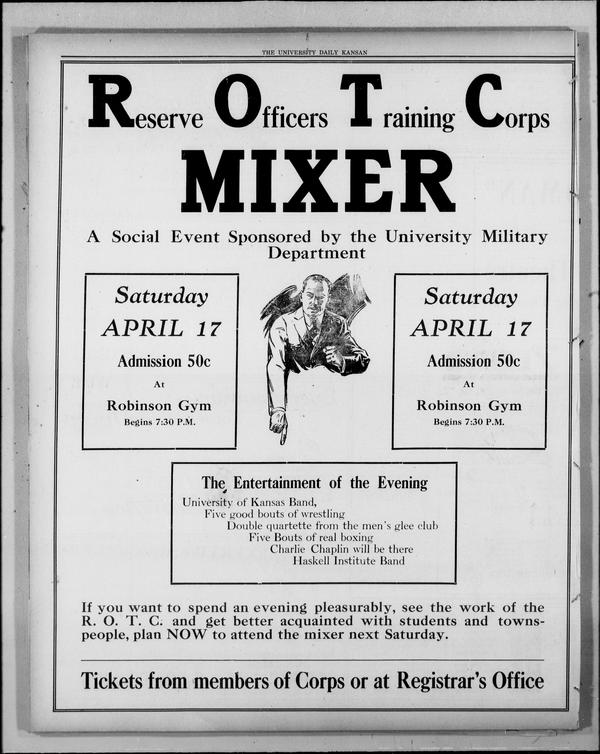 THE UNIVERSITY DAILY KANSAN
Reserve Officers Training Corps
MIXER
A Social Event Sponsored by the University Military
Department
Saturday
APRIL 17
Admission 50c
At
Robinson Gym
Begins 7:30 P.M.
Saturday
APRIL 17
Admission 50c
At
Robinson Gym
Begins 7:30 P.M.
The Entertainment of the Evening
University of Kansas Band,
Five good bouts of wrestling
Double quartette from the men's glee club
Five Bouts of real boxing
Charlie Chaplin will be there
Haskell Institute Band
If you want to spend an evening pleasurably, see the work of the
R. O. T. C. and get better acquainted with students and towns-
people, plan NOW to attend the mixer next Saturday.
Tickets from members of Corps or at Registrar's Office